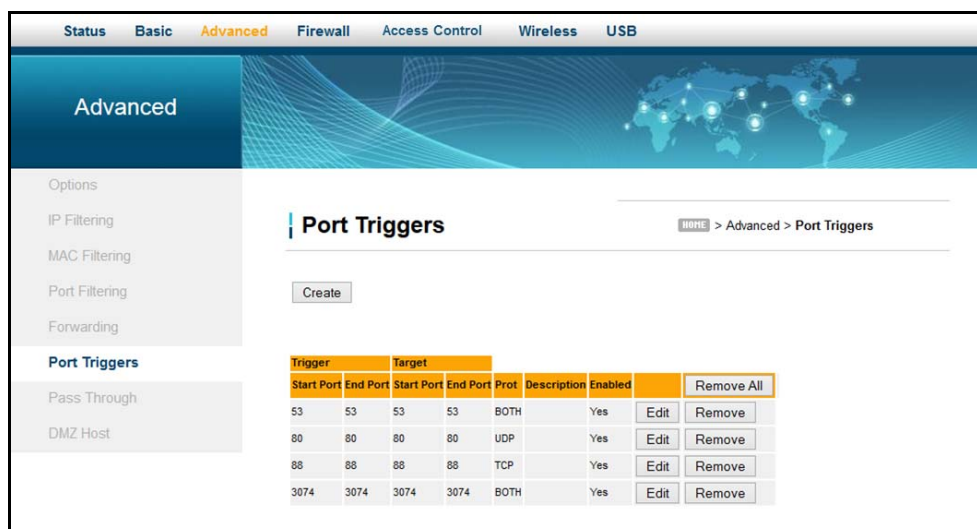 Status Basic Advanced Firewall Access Control Wireless USB
Advanced
Options
IP Filtering
MAC Filtering
Port Filtering
Forwarding
Port Triggers
Pass Through
DMZ Host
Port Triggers
HOME > Advanced > Port Triggers
Create
Trigger Target
Start Port End Port Start Port End Port Prot Description Enabled Remove All
53 53 53 53 BOTH Yes Edit Remove
80 80 80 80 UDP Yes Edit Remove
88 88 88 88 TCP Yes Edit Remove
3074 3074 3074 3074 BOTH Yes Edit Remove